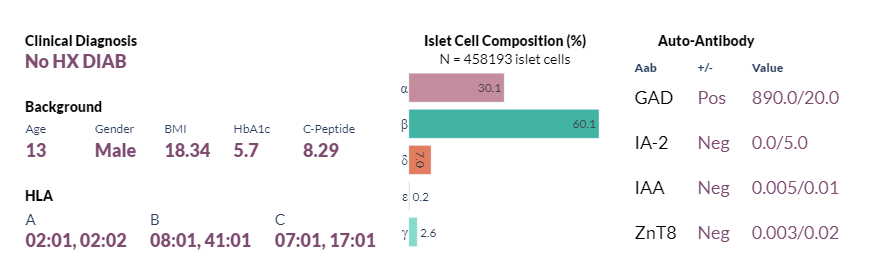 Clinical Diagnosis
No HX DIAB
Background
Age Gender BMI HbA1c C-Peptide
13 Male 18.34 5.7 8.29
HLA
A B C
02:01, 02:02 08:01, 41:01 07:01, 17:01
Islet Cell Composition (%)
N = 458193 islet cells
α 30.1
β 60.1
δ 7.0
ε 0.2
γ 2.6
Auto-Antibody
Aab +/- Value
GAD Pos 890.0/20.0
IA-2 Neg 0.0/5.0
IAA Neg 0.005/0.01
ZnT8 Neg 0.003/0.02